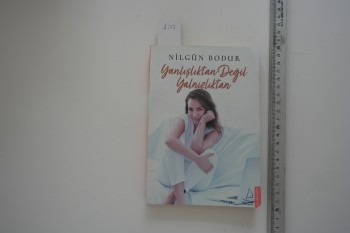 NİLGÜN BODUR
Yanlışlıktan Değil
Yalnızlıktan